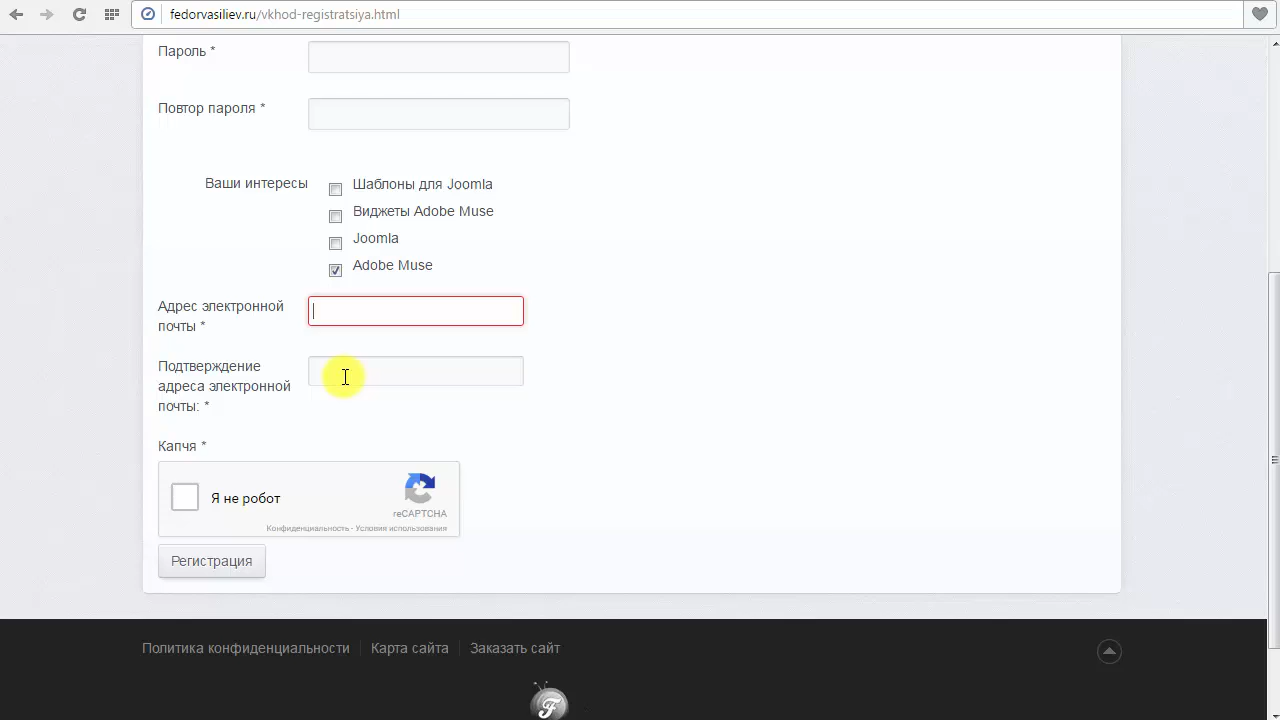 fedorvasiliev.ru/vkhod-registratsiya.html
Пароль *
Повтор пароля *
Ваши интересы
Шаблоны для Joomla
Виджеты Adobe Muse
Joomla
Adobe Muse
Адрес электронной
почты *
Подтверждение
адреса электронной
почты: *
Капча *
Я не робот
reCAPTCHA
Конфиденциальность - Условия использования
Регистрация
Политика конфиденциальности
Карта сайта
Заказать сайт
F